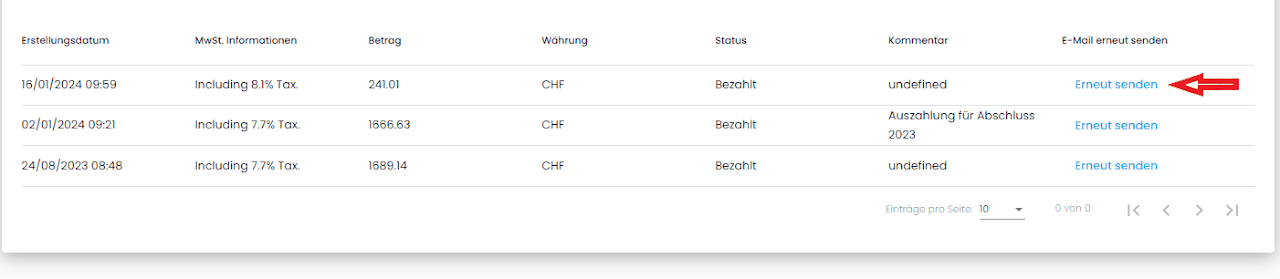 Erstellungsdatum MwSt. Informationen Betrag Währung Status Kommentar E-Mail erneut senden
16/01/2024 09:59 Including 8.1% Tax. 241.01 CHF Bezahlt undefined Erneut senden
02/01/2024 09:21 Including 7.7% Tax. 1666.63 CHF Bezahlt Auszahlung für Abschluss 2023 Erneut senden
24/08/2023 08:48 Including 7.7% Tax. 1689.14 CHF Bezahlt undefined Erneut senden
Einträge pro Seite: 10 0 von 0